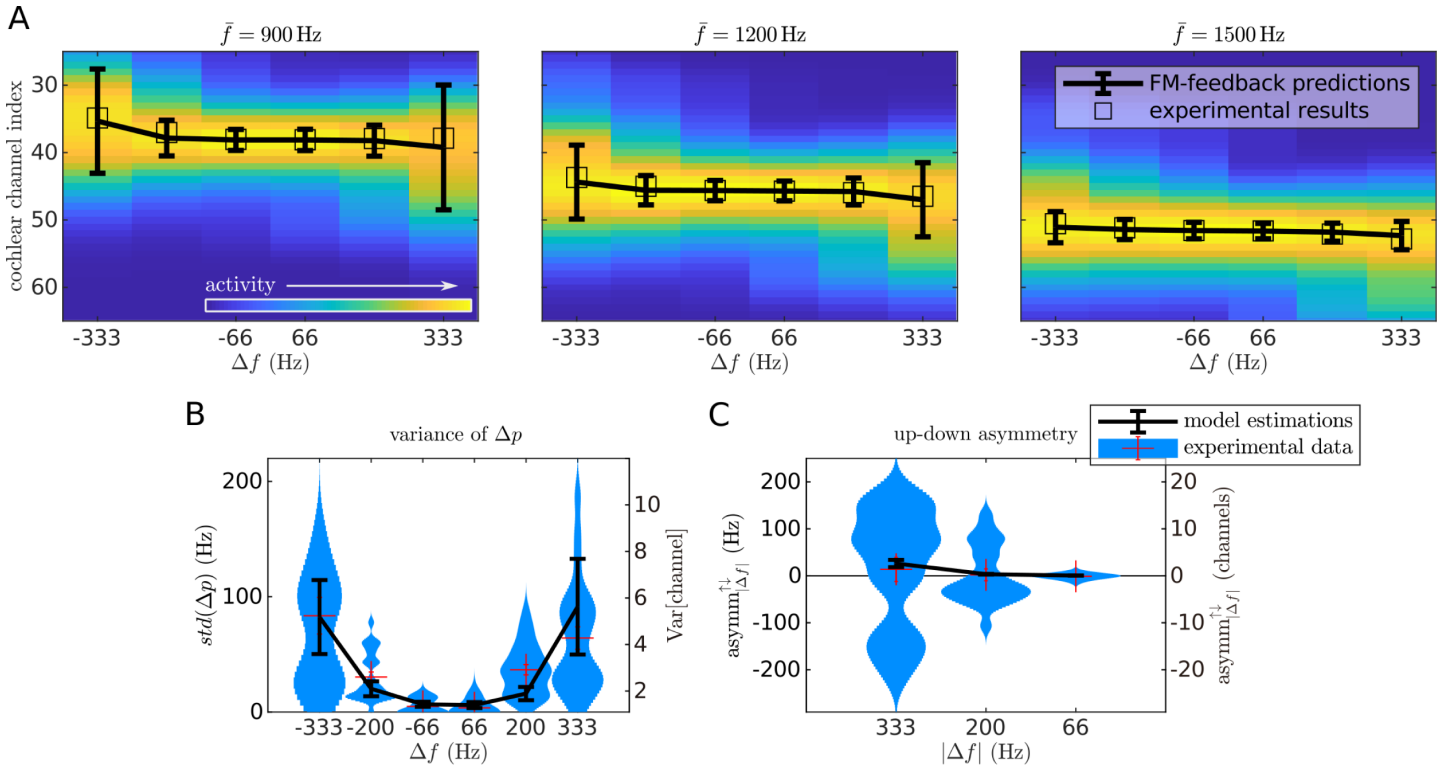 A
f̄ = 900 Hz
f̄ = 1200 Hz
f̄ = 1500 Hz
cochlear channel index
30
40
50
60
FM-feedback predictions
experimental results
activity
-333 -66 66 333
-333 -66 66 333
-333 -66 66 333
Δf (Hz)
Δf (Hz)
Δf (Hz)
B
variance of Δp
std(Δp) (Hz)
200
100
0
Var[channel]
10
8
6
4
2
-333 -200 -66 66 200 333
Δf (Hz)
C
up-down asymmetry
model estimations
experimental data
asymm↑↓|Δf| (Hz)
200
100
0
-100
-200
asymm↑↓|Δf| (channels)
20
10
0
-10
-20
333 200 66
|Δf| (Hz)